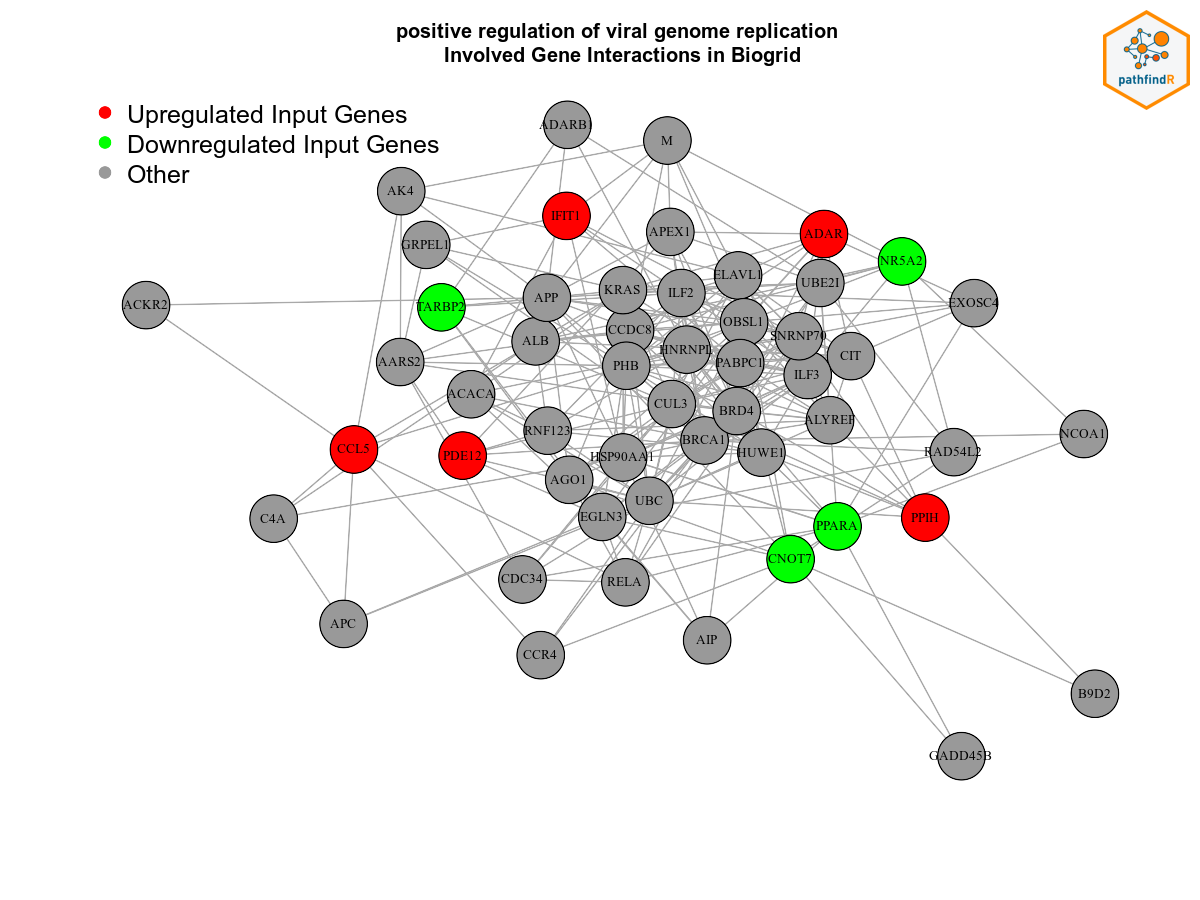 positive regulation of viral genome replication
Involved Gene Interactions in Biogrid
pathfindR
Upregulated Input Genes
Downregulated Input Genes
Other
ADARB1
M
AK4
IFIT1
APEX1
ADAR
GRPEL1
NR5A2
ELAVL1
UBE2I
KRAS
ILF2
APP
ACKR2
TARBP2
EXOSC4
OBSL1
CCDC8
SNRNP70
ALB
HNRNPL
CIT
AARS2
PHB
PABPC1
ILF3
ACACA
CUL3
BRD4
ALYREF
RNF123
BRCA1
NCOA1
CCL5
PDE12
HSP90AA1
HUWE1
RAD54L2
AGO1
UBC
C4A
EGLN3
PPARA
PPIH
CNOT7
CDC34
RELA
APC
CCR4
AIP
B9D2
GADD45B